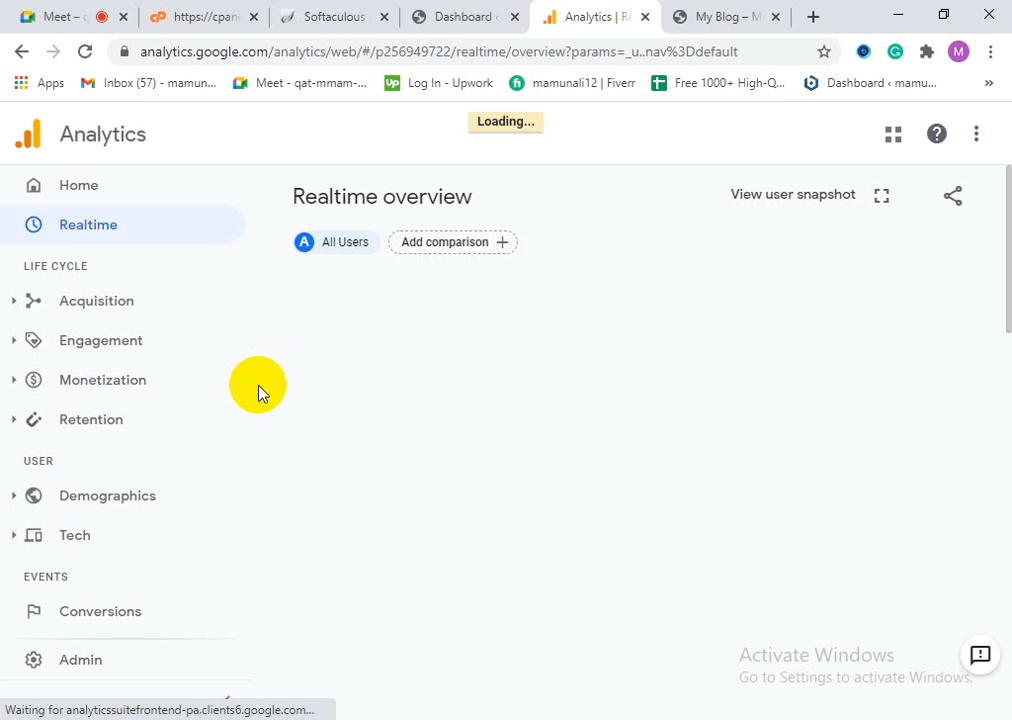 Meet – q
https://cpan
Softaculous
Dashboard ‹
Analytics | Re
My Blog –
analytics.google.com/analytics/web/#/p256949722/realtime/overview?params=_u..nav%3Ddefault
M
Apps
Inbox (57) - mamun...
Meet - qat-mmam-...
up
Log In - Upwork
fi
mamunali12 | Fiverr
Free 1000+ High-Q...
Dashboard ‹ mamu...
»
Analytics
Loading...
Home
Realtime overview
View user snapshot
Realtime
A All Users
Add comparison +
LIFE CYCLE
Acquisition
Engagement
Monetization
Retention
USER
Demographics
Tech
EVENTS
Conversions
Admin
Activate Windows
Go to Settings to activate Windows.
Waiting for analyticssuitefrontend-pa.clients6.google.com...